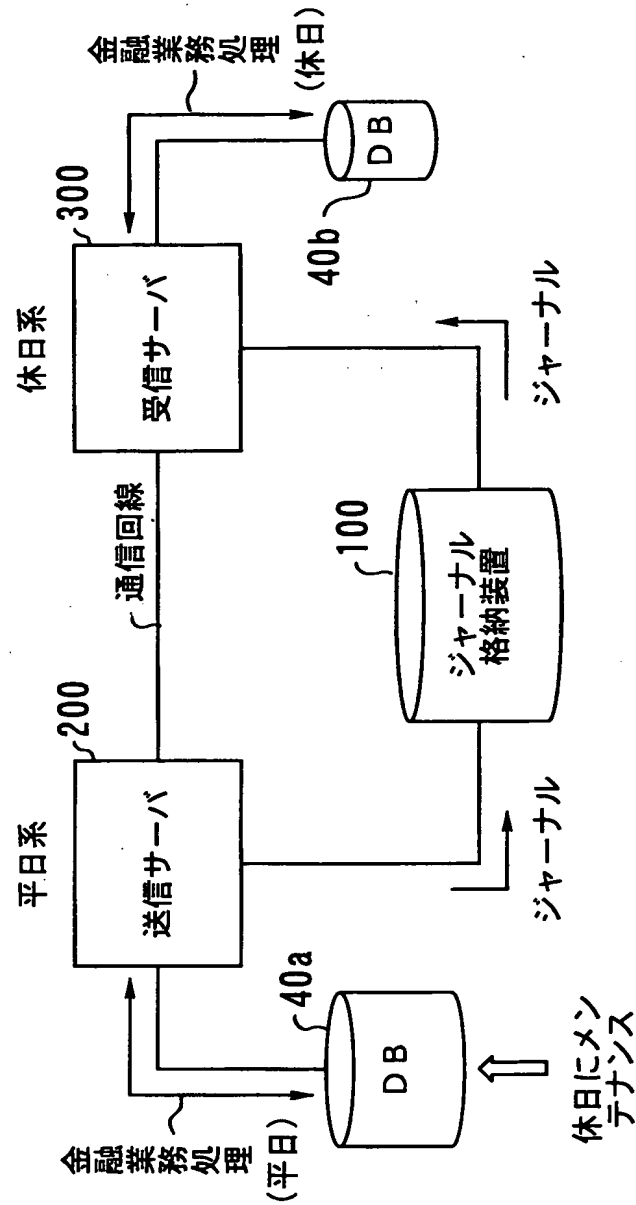 平日系
休日系
200
300
送信サーバ
通信回線
受信サーバ
金融業務処理
(平日)
金融業務処理
(休日)
40a
DB
40b
DB
100
ジャーナル
格納装置
ジャーナル
ジャーナル
休日にメン
テナンス